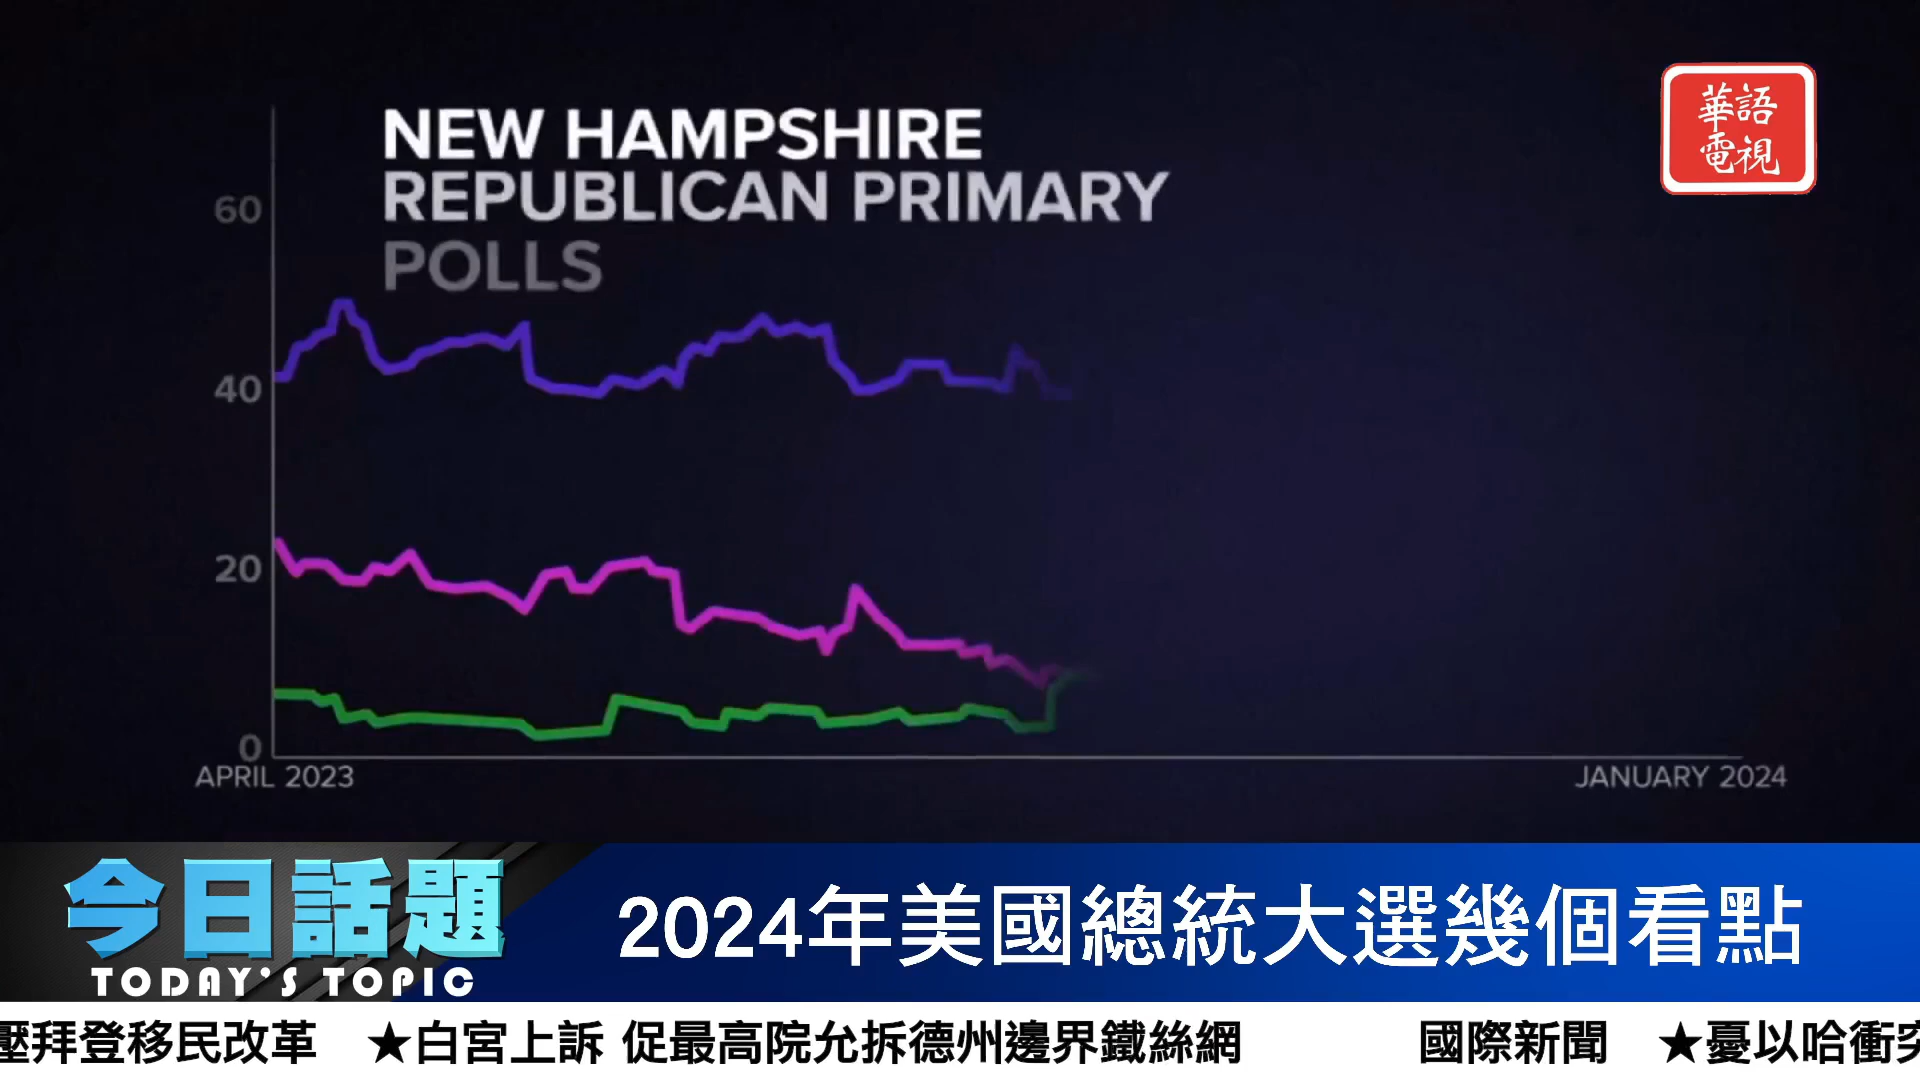 NEW HAMPSHIRE
REPUBLICAN PRIMARY
POLLS
華語
電視
60
40
20
0
APRIL 2023
JANUARY 2024
今日話題
TODAY'S TOPIC
2024年美國總統大選幾個看點
壓拜登移民改革 ★白宮上訴 促最高院允拆德州邊界鐵絲網 國際新聞 ★憂以哈衝突